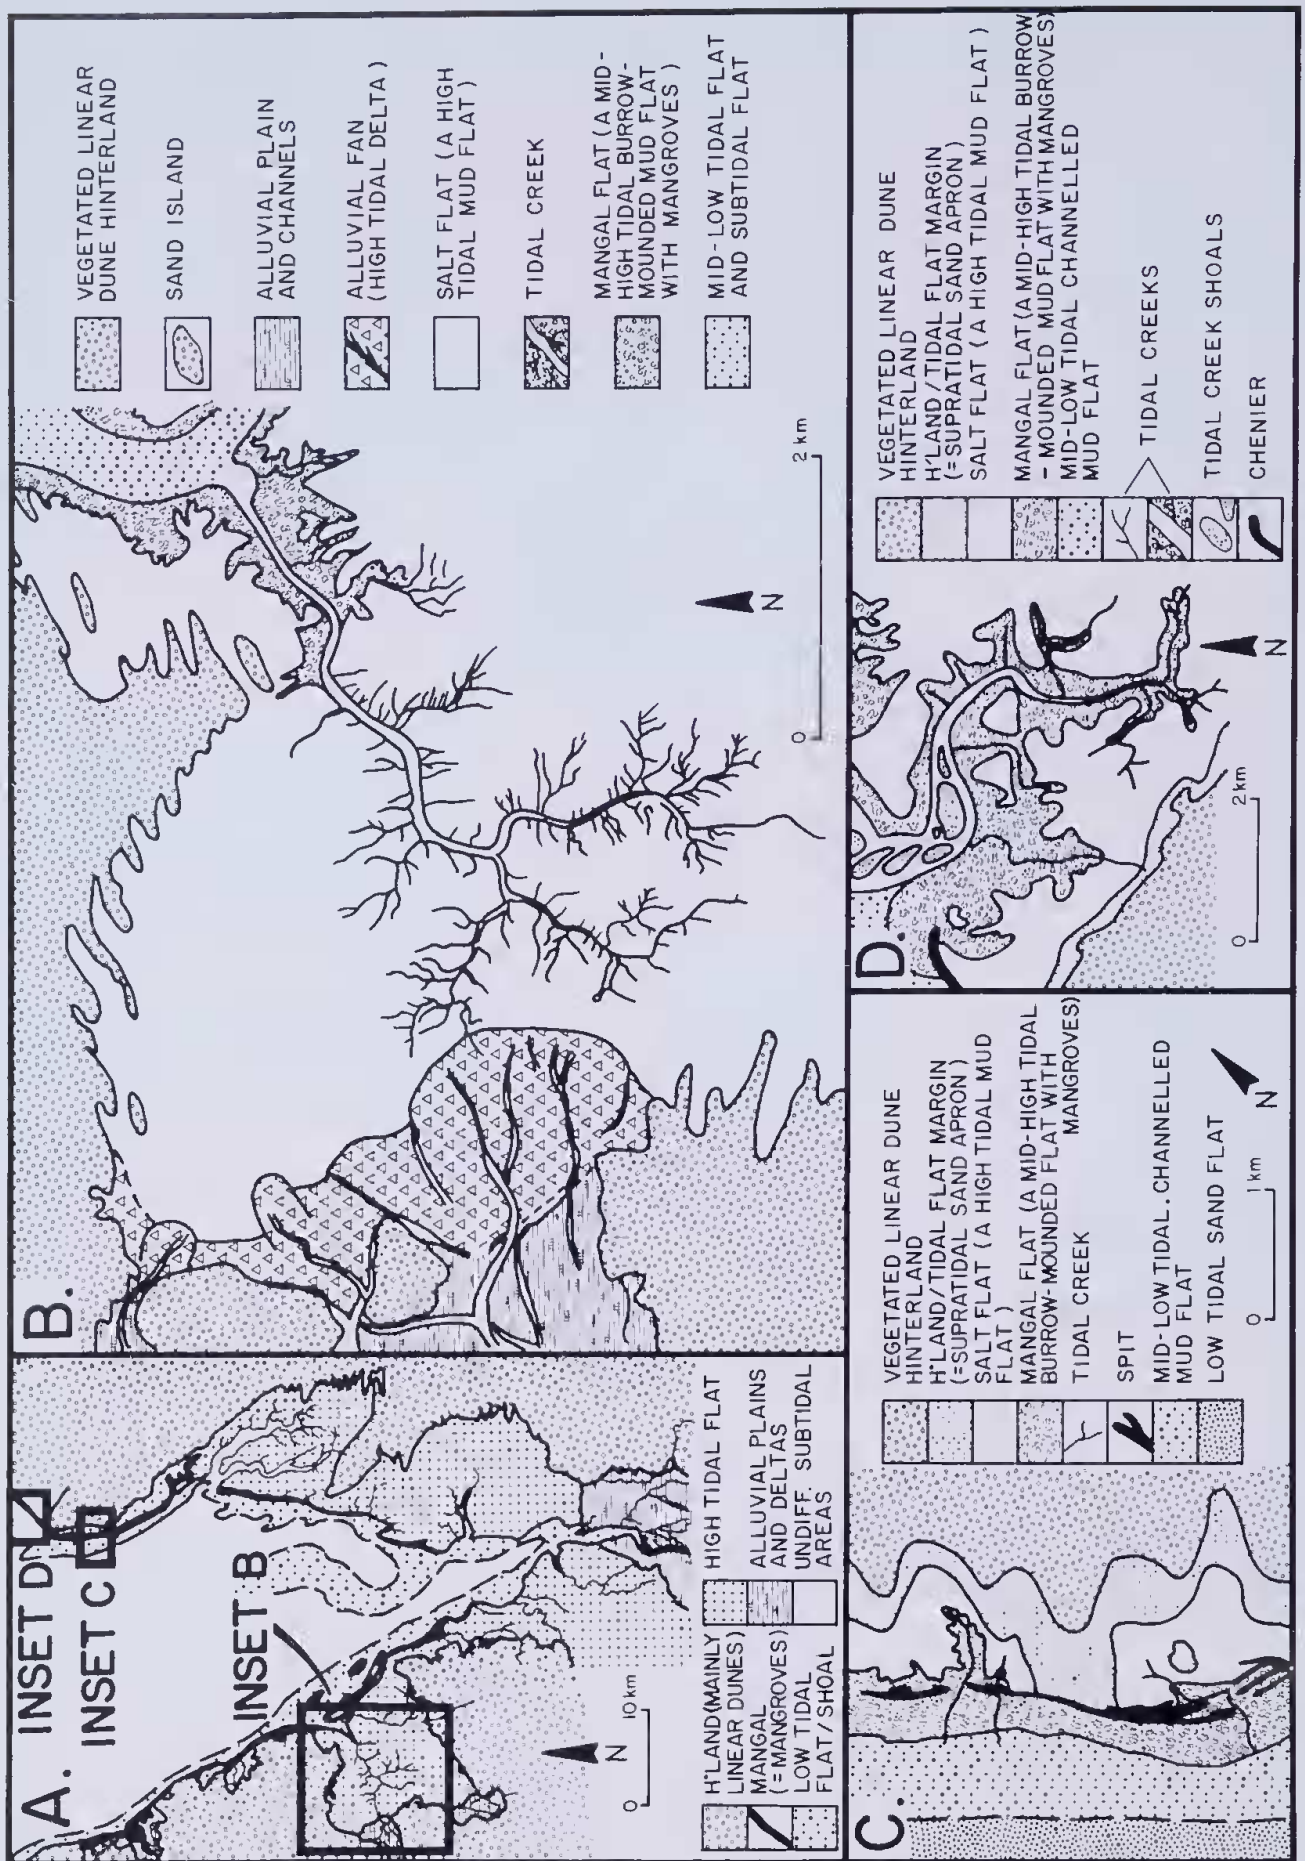 A.
INSET D
INSET C
INSET B
0 10km
N
H'LAND (MAINLY
LINEAR DUNES)
MANGAL
(=MANGROVES)
LOW TIDAL
FLAT/SHOAL
HIGH TIDAL FLAT
ALLUVIAL PLAINS
AND DELTAS
UNDIFF. SUBTIDAL
AREAS
B.
0 2 km
N
VEGETATED LINEAR
DUNE HINTERLAND
SAND ISLAND
ALLUVIAL PLAIN
AND CHANNELS
ALLUVIAL FAN
(HIGH TIDAL DELTA )
SALT FLAT ( A HIGH
TIDAL MUD FLAT )
TIDAL CREEK
MANGAL FLAT ( A MID-
HIGH TIDAL BURROW-
MOUNDED MUD FLAT
WITH MANGROVES )
MID-LOW TIDAL FLAT
AND SUBTIDAL FLAT
C.
VEGETATED LINEAR DUNE
HINTERLAND
H'LAND/TIDAL FLAT MARGIN
(=SUPRATIDAL SAND APRON )
SALT FLAT ( A HIGH TIDAL MUD
FLAT )
MANGAL FLAT (A MID-HIGH TIDAL
BURROW-MOUNDED FLAT WITH
MANGROVES)
TIDAL CREEK
SPIT
MID-LOW TIDAL, CHANNELLED
MUD FLAT
LOW TIDAL SAND FLAT
0 1km
N
D.
0 2km
N
VEGETATED LINEAR DUNE
HINTERLAND
H'LAND/TIDAL FLAT MARGIN
(=SUPRATIDAL SAND APRON)
SALT FLAT ( A HIGH TIDAL MUD FLAT )
MANGAL FLAT (A MID-HIGH TIDAL BURROW
- MOUNDED MUD FLAT WITH MANGROVES)
MID-LOW TIDAL CHANNELLED
MUD FLAT
TIDAL CREEKS
TIDAL CREEK SHOALS
CHENIER